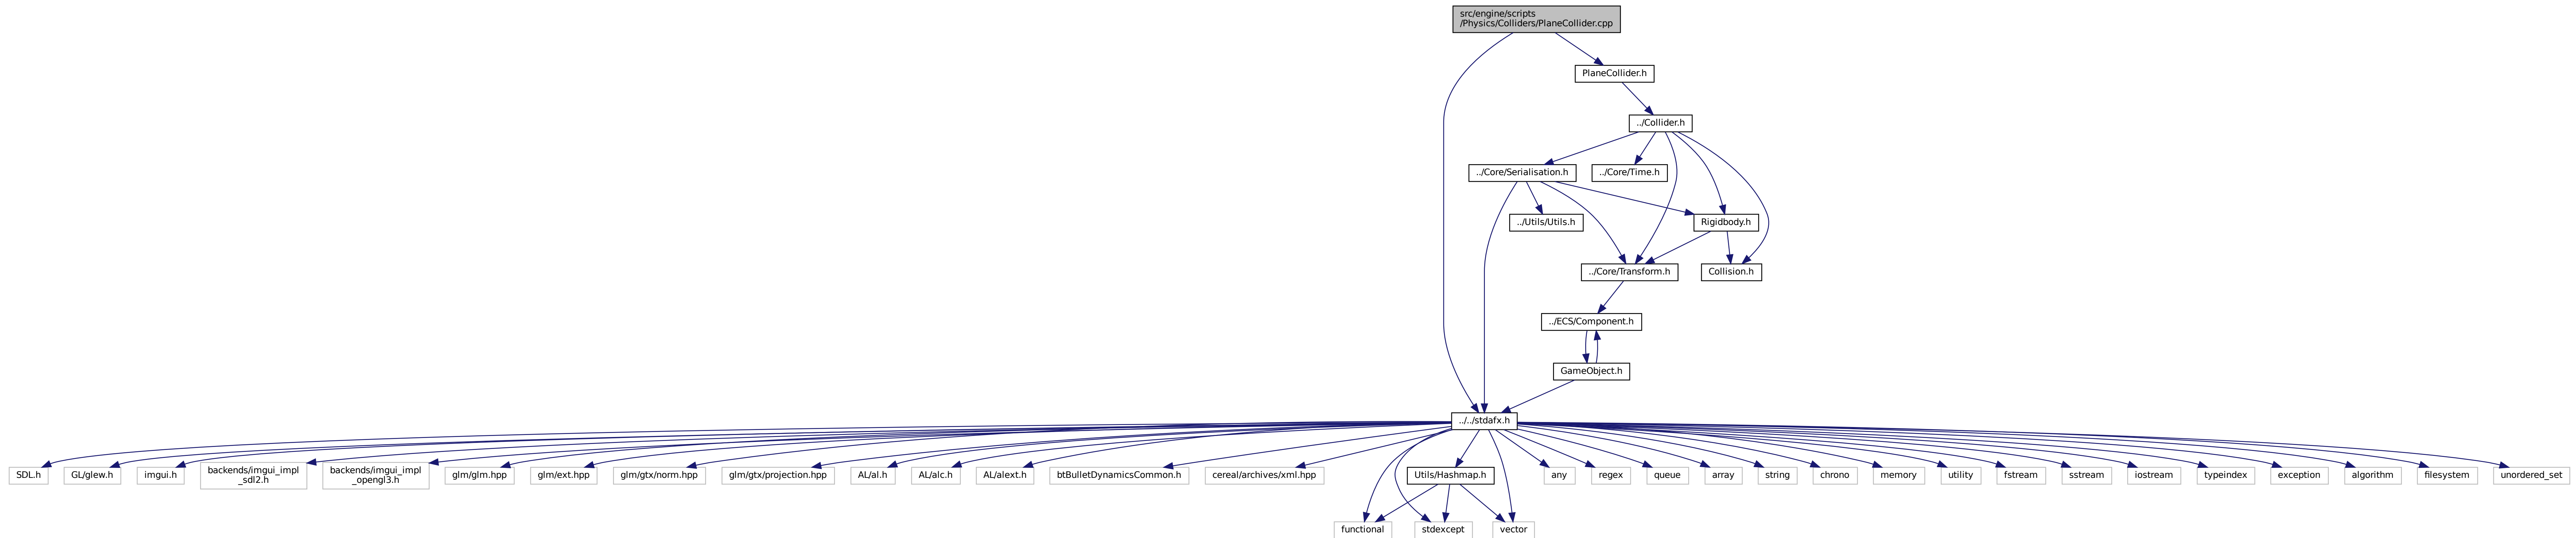 src/engine/scripts
/Physics/Colliders/PlaneCollider.cpp
PlaneCollider.h
../Collider.h
../Core/Serialisation.h
../Core/Time.h
../Utils/Utils.h
Rigidbody.h
../Core/Transform.h
Collision.h
../ECS/Component.h
GameObject.h
../../stdafx.h
SDL.h
GL/glew.h
imgui.h
backends/imgui_impl
_sdl2.h
backends/imgui_impl
_opengl3.h
glm/glm.hpp
glm/ext.hpp
glm/gtx/norm.hpp
glm/gtx/projection.hpp
AL/al.h
AL/alc.h
AL/alext.h
btBulletDynamicsCommon.h
cereal/archives/xml.hpp
Utils/Hashmap.h
any
regex
queue
array
string
chrono
memory
utility
fstream
sstream
iostream
typeindex
exception
algorithm
filesystem
unordered_set
functional
stdexcept
vector